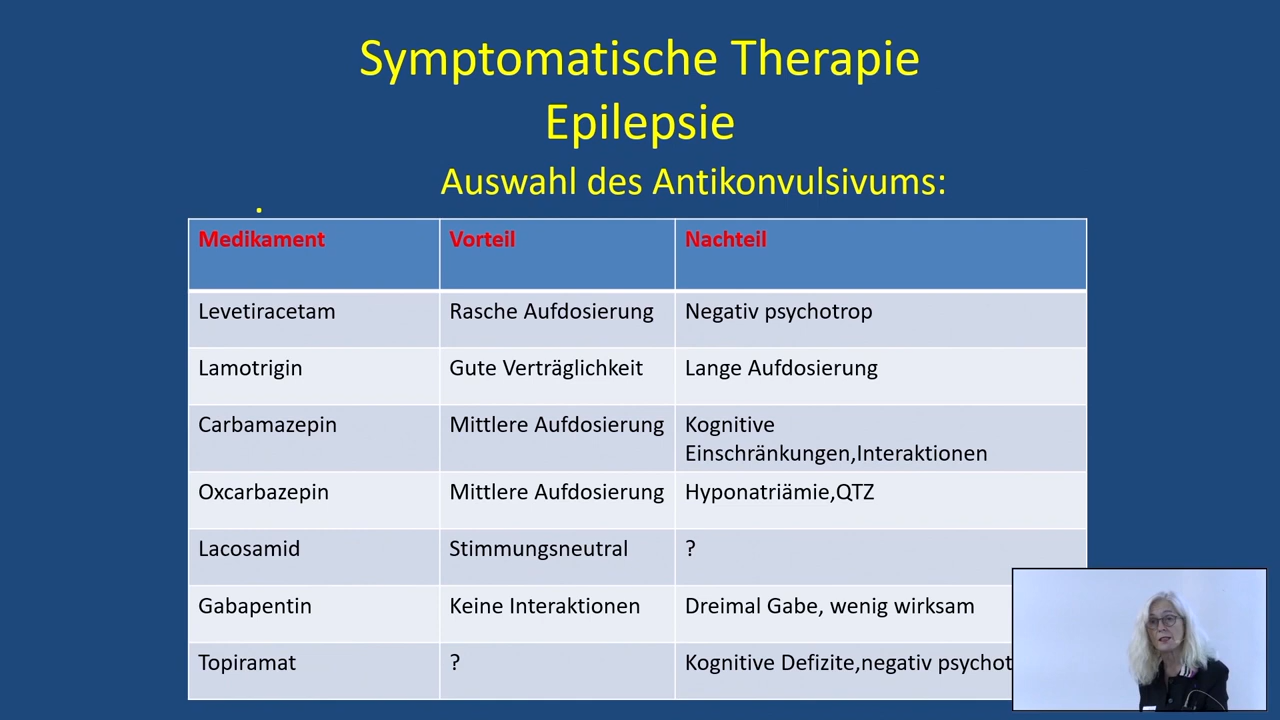 Symptomatische Therapie
Epilepsie
Auswahl des Antikonvulsivums:
.
Medikament Vorteil Nachteil
Levetiracetam Rasche Aufdosierung Negativ psychotrop
Lamotrigin Gute Verträglichkeit Lange Aufdosierung
Carbamazepin Mittlere Aufdosierung Kognitive
Einschränkungen,Interaktionen
Oxcarbazepin Mittlere Aufdosierung Hyponatriämie,QTZ
Lacosamid Stimmungsneutral ?
Gabapentin Keine Interaktionen Dreimal Gabe, wenig wirksam
Topiramat ? Kognitive Defizite,negativ psychot